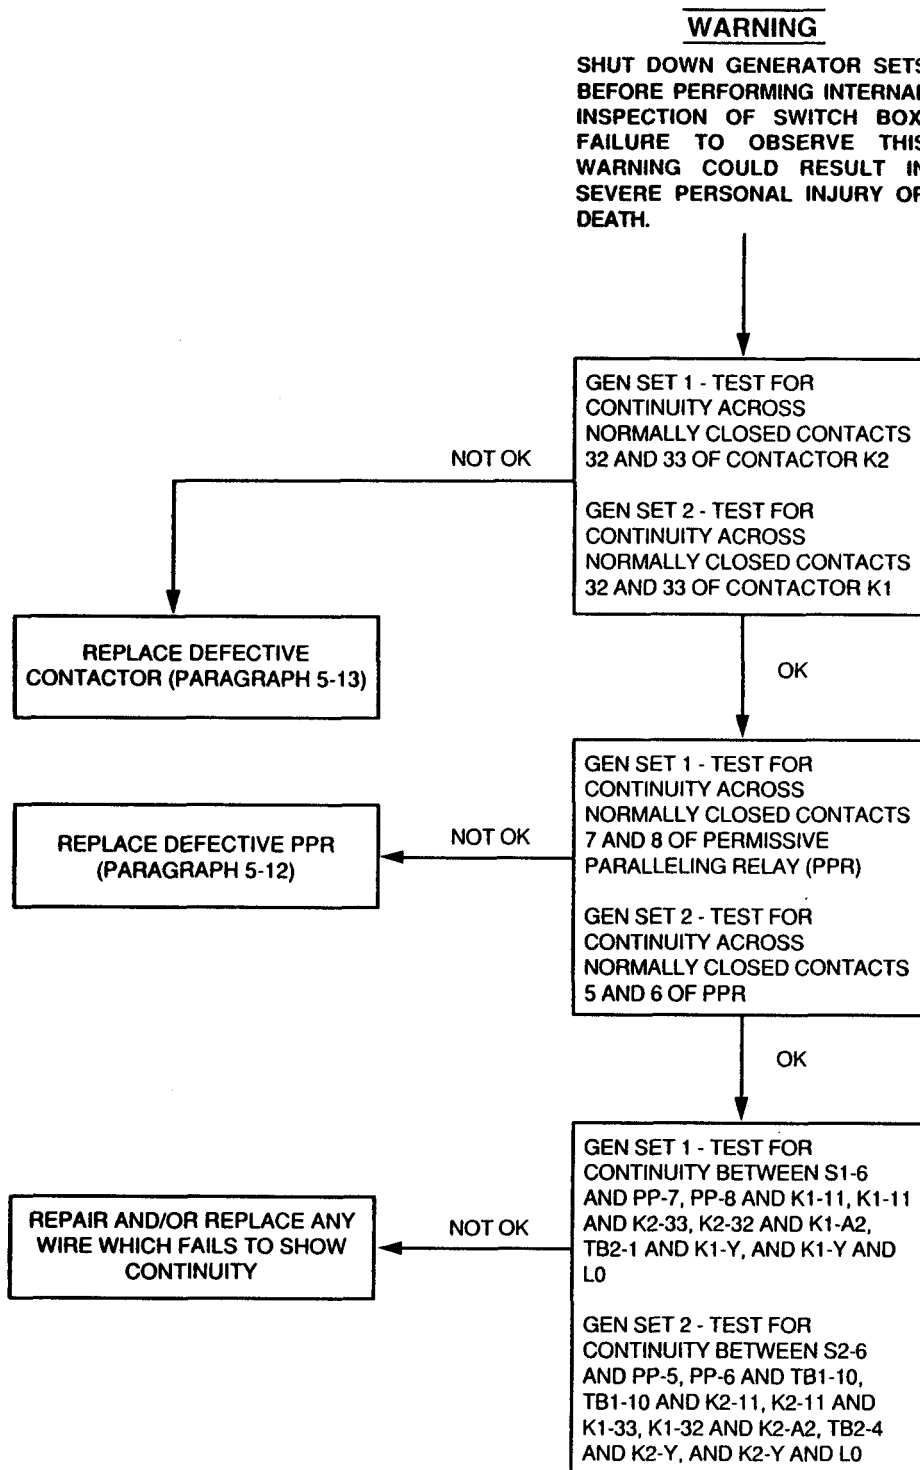 WARNING
SHUT DOWN GENERATOR SETS
BEFORE PERFORMING INTERNAL
INSPECTION OF SWITCH BOX
FAILURE TO OBSERVE THIS
WARNING COULD RESULT IN
SEVERE PERSONAL INJURY OR
DEATH.
GEN SET 1 - TEST FOR
CONTINUITY ACROSS
NORMALLY CLOSED CONTACTS
32 AND 33 OF CONTACTOR K2
GEN SET 2 - TEST FOR
CONTINUITY ACROSS
NORMALLY CLOSED CONTACTS
32 AND 33 OF CONTACTOR K1
NOT OK
REPLACE DEFECTIVE
CONTACTOR (PARAGRAPH 5-13)
OK
GEN SET 1 - TEST FOR
CONTINUITY ACROSS
NORMALLY CLOSED CONTACTS
7 AND 8 OF PERMISSIVE
PARALLELING RELAY (PPR)
GEN SET 2 - TEST FOR
CONTINUITY ACROSS
NORMALLY CLOSED CONTACTS
5 AND 6 OF PPR
NOT OK
REPLACE DEFECTIVE PPR
(PARAGRAPH 5-12)
OK
GEN SET 1 - TEST FOR
CONTINUITY BETWEEN S1-6
AND PP-7, PP-8 AND K1-11, K1-11
AND K2-33, K2-32 AND K1-A2,
TB2-1 AND K1-Y, AND K1-Y AND
L0
GEN SET 2 - TEST FOR
CONTINUITY BETWEEN S2-6
AND PP-5, PP-6 AND TB1-10,
TB1-10 AND K2-11, K2-11 AND
K1-33, K1-32 AND K2-A2, TB2-4
AND K2-Y, AND K2-Y AND L0
NOT OK
REPAIR AND/OR REPLACE ANY
WIRE WHICH FAILS TO SHOW
CONTINUITY